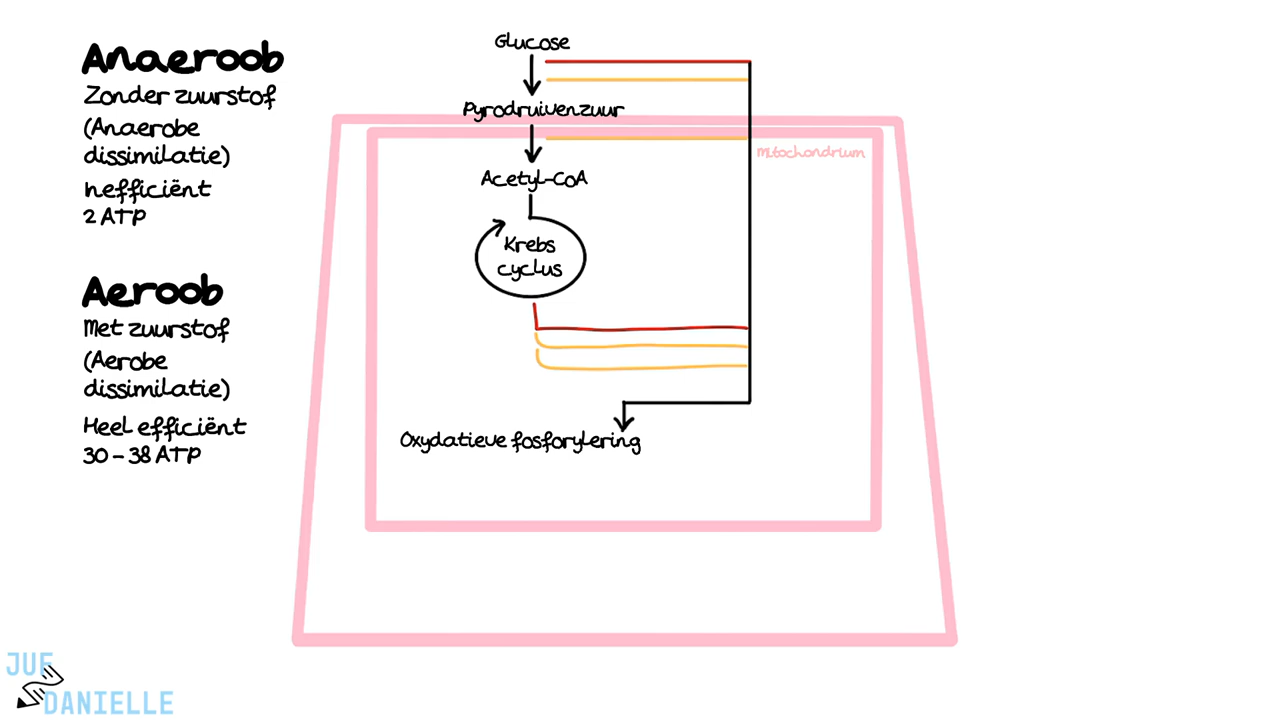 Anaeroob
Zonder zuurstof
(Anaerobe
dissimilatie)
Inefficiënt
2 ATP
Aeroob
Met zuurstof
(Aerobe
dissimilatie)
Heel efficiënt
30 – 38 ATP
Glucose
Pyrodruivenzuur
Mitochondrium
Acetyl-CoA
Krebs
cyclus
Oxydatieve fosforylering
JUF
DANIELLE